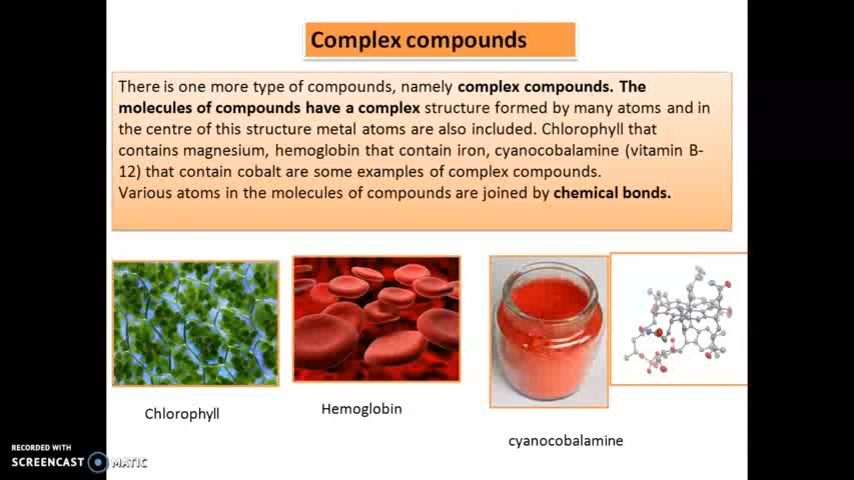 Complex compounds
There is one more type of compounds, namely complex compounds. The
molecules of compounds have a complex structure formed by many atoms and in
the centre of this structure metal atoms are also included. Chlorophyll that
contains magnesium, hemoglobin that contain iron, cyanocobalamine (vitamin B-
12) that contain cobalt are some examples of complex compounds.
Various atoms in the molecules of compounds are joined by chemical bonds.
Chlorophyll
Hemoglobin
cyanocobalamine
RECORDED WITH
SCREENCAST MATIC